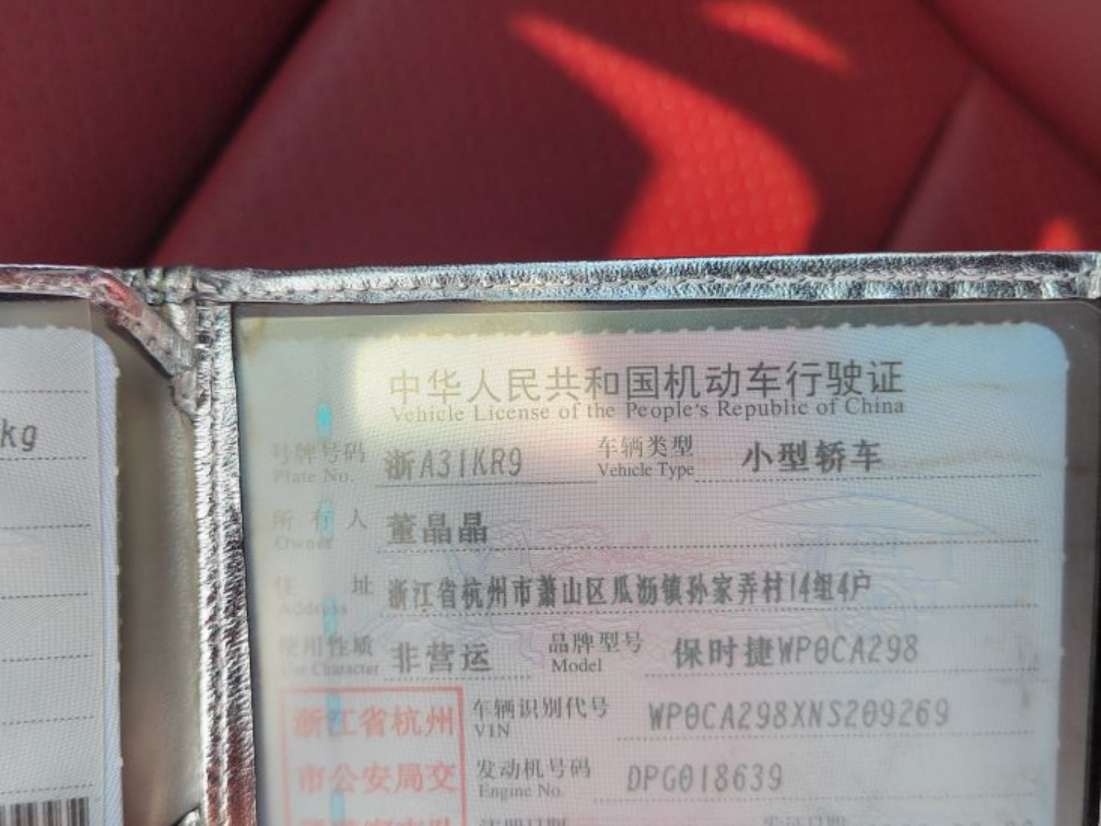 kg
中华人民共和国机动车行驶证
Vehicle License of the People's Republic of China
号牌号码 浙A31KR9 车辆类型 小型轿车
Plate No. Vehicle Type
所有人 董晶晶
Owner
住址 浙江省杭州市萧山区瓜沥镇孙家弄村14组4户
Address
使用性质 非营运 品牌型号 保时捷WP0CA298
Use Character Model
浙江省杭州 车辆识别代号 WP0CA298XNS209269
VIN
市公安局交 发动机号码 DPG018639
Engine No.